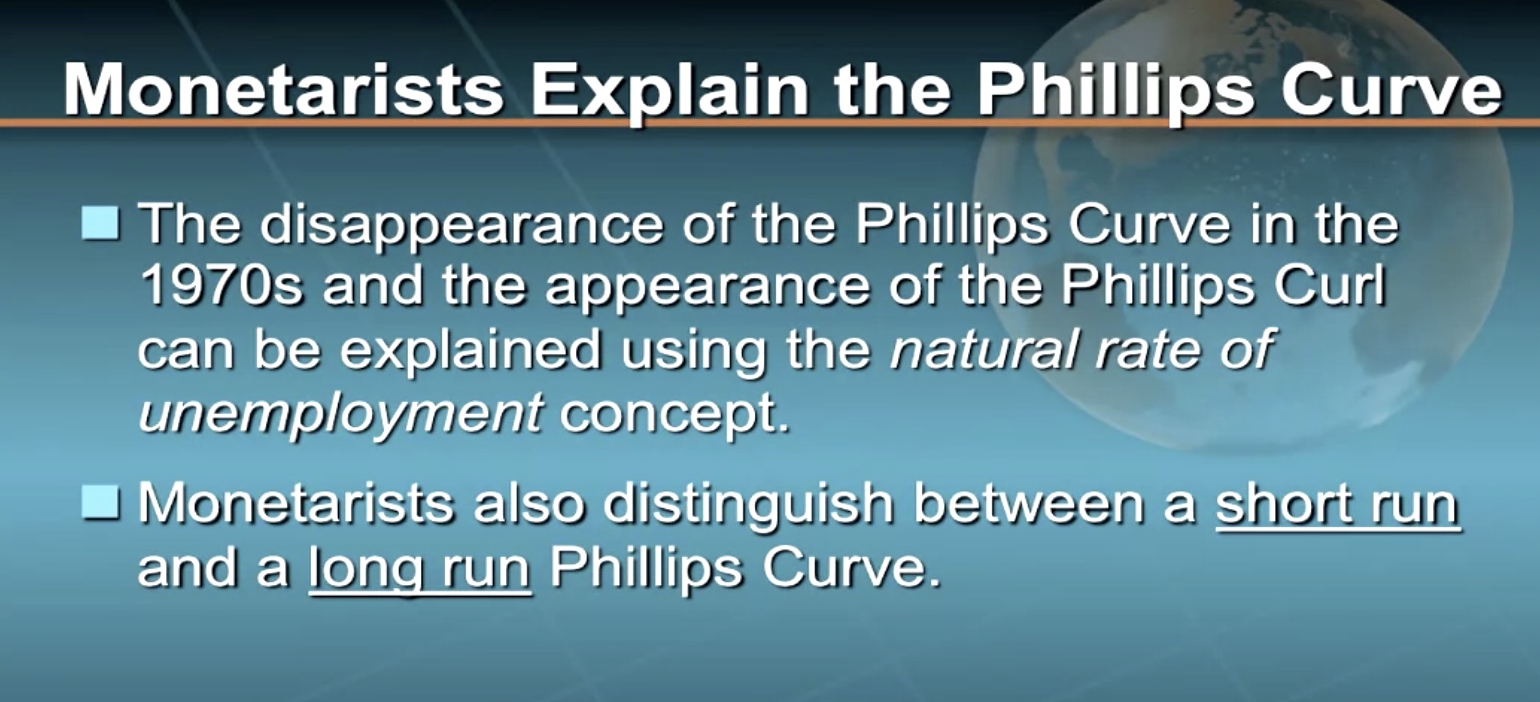 Monetarists Explain the Phillips Curve
The disappearance of the Phillips Curve in the
1970s and the appearance of the Phillips Curl
can be explained using the natural rate of
unemployment concept.
Monetarists also distinguish between a short run
and a long run Phillips Curve.